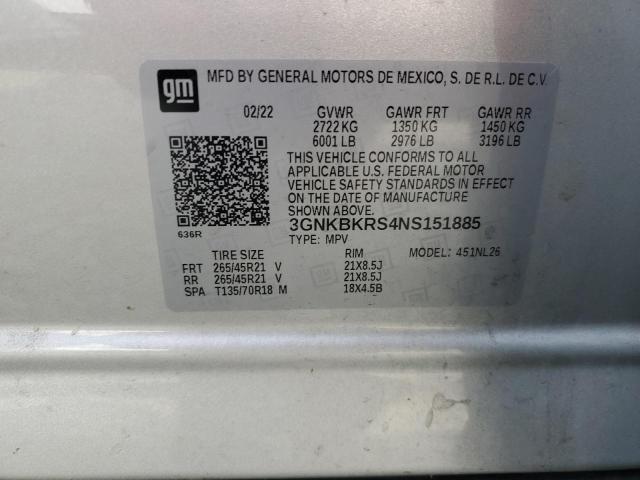 gm
MFD BY GENERAL MOTORS DE MEXICO, S. DE R.L. DE C.V.
02/22 GVWR GAWR FRT GAWR RR
2722 KG 1350 KG 1450 KG
6001 LB 2976 LB 3196 LB
THIS VEHICLE CONFORMS TO ALL
APPLICABLE U.S. FEDERAL MOTOR
VEHICLE SAFETY STANDARDS IN EFFECT
ON THE DATE OF MANUFACTURE
SHOWN ABOVE.
636R 3GNKBKRS4NS151885
TYPE: MPV
TIRE SIZE RIM MODEL: 451NL26
FRT 265/45R21 V 21X8.5J
RR 265/45R21 V 21X8.5J
SPA T135/70R18 M 18X4.5B